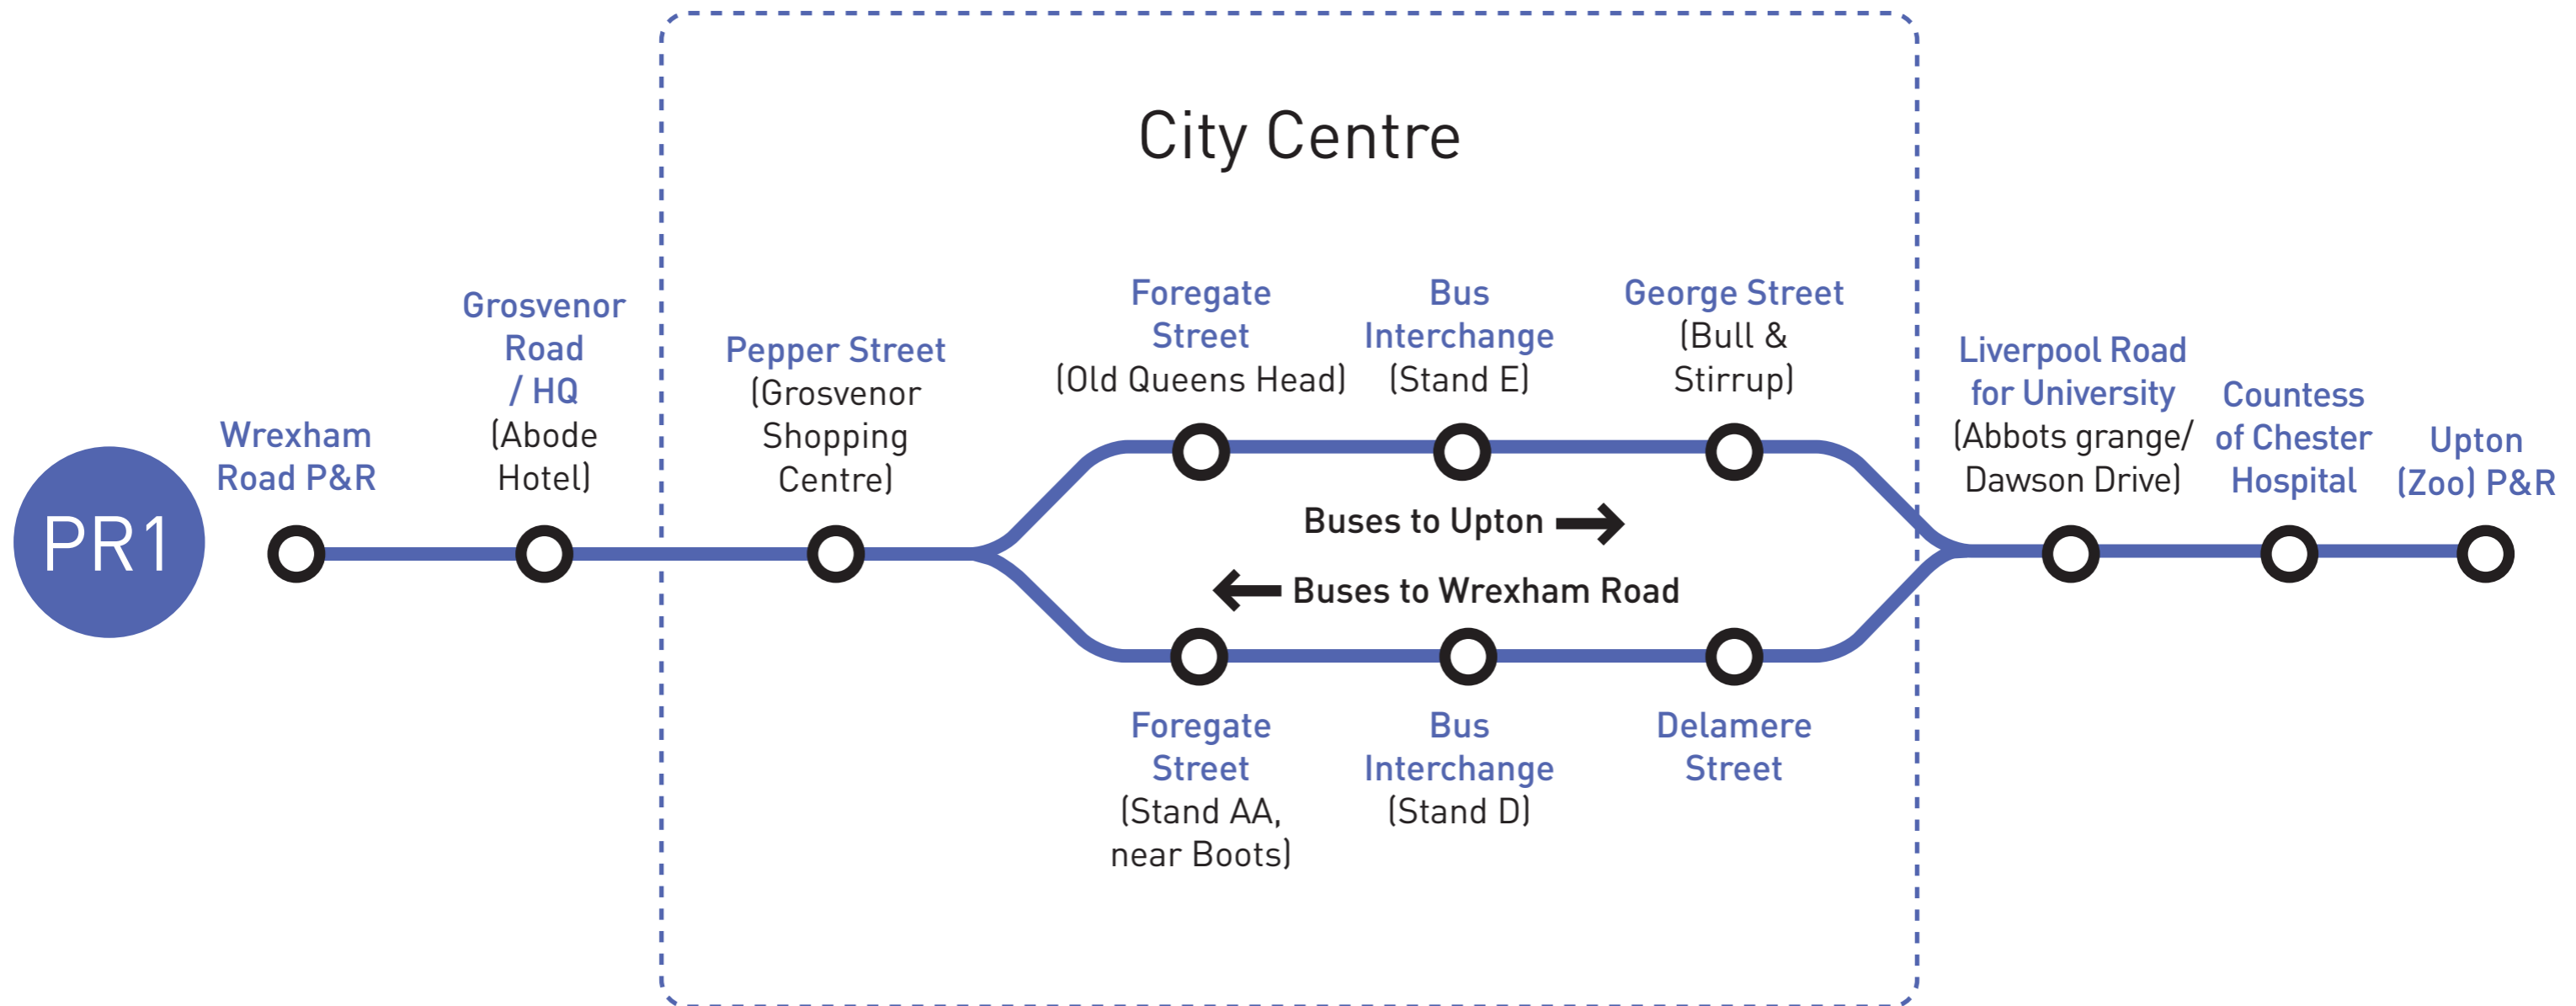 City Centre
PR1
Wrexham
Road P&R
Grosvenor
Road
/ HQ
(Abode
Hotel)
Pepper Street
(Grosvenor
Shopping
Centre)
Foregate
Street
(Old Queens Head)
Bus
Interchange
(Stand E)
George Street
(Bull &
Stirrup)
Buses to Upton
Buses to Wrexham Road
Foregate
Street
(Stand AA,
near Boots)
Bus
Interchange
(Stand D)
Delamere
Street
Liverpool Road
for University
(Abbots grange/
Dawson Drive)
Countess
of Chester
Hospital
Upton
(Zoo) P&R